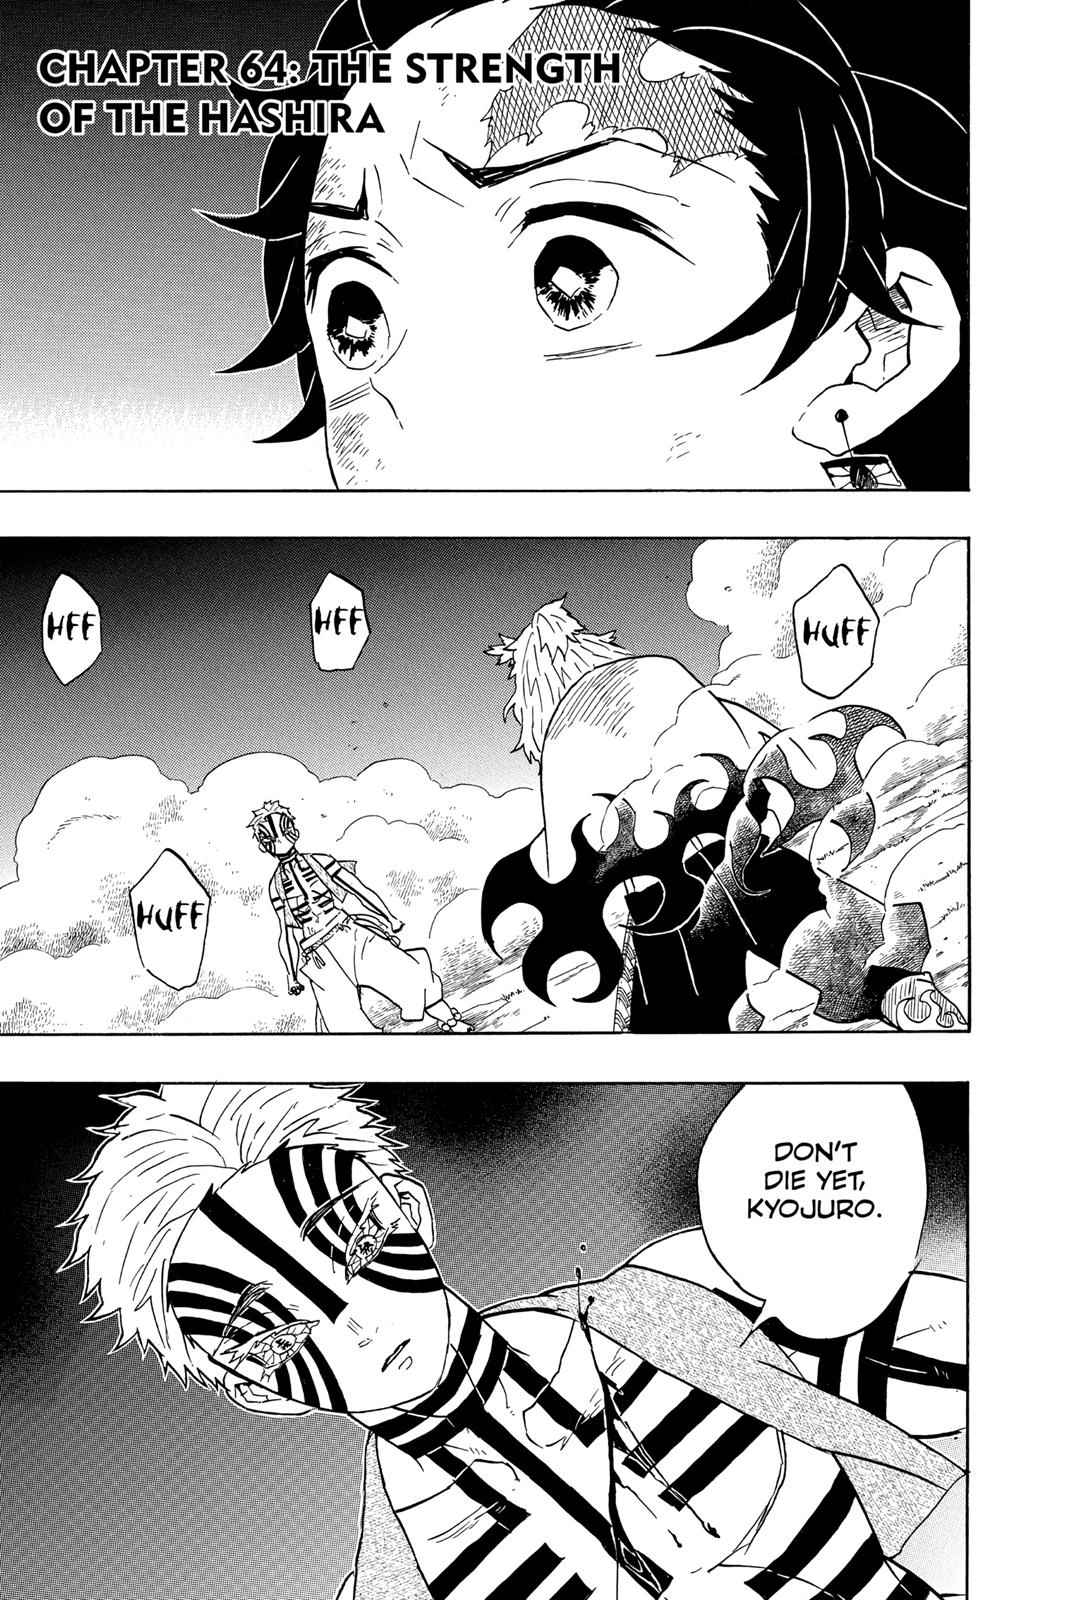 CHAPTER 64: THE STRENGTH
OF THE HASHIRA
HUFF
HFF
HFF
HUFF
DON'T
DIE YET,
KYOJURO.